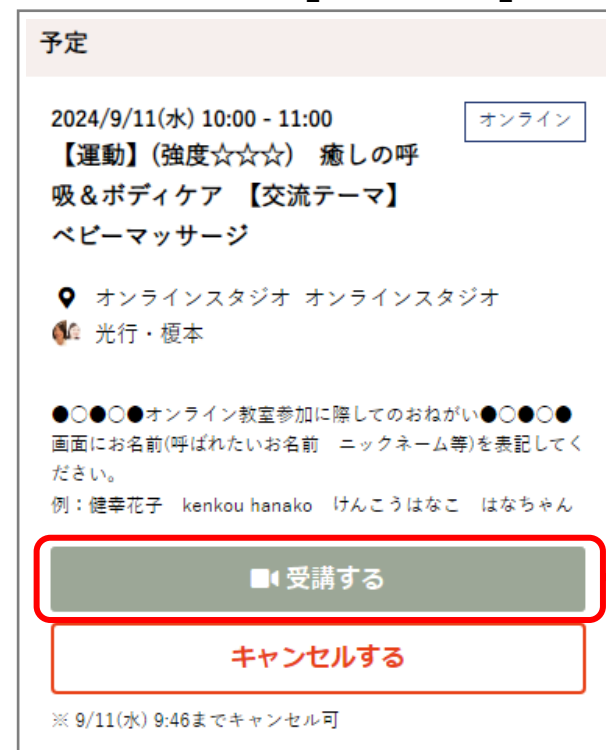 予定
2024/9/11(水) 10:00 - 11:00
オンライン
【運動】(強度☆☆☆)　癒しの呼
吸＆ボディケア　【交流テーマ】
ベビーマッサージ
オンラインスタジオ オンラインスタジオ
光行・榎本
●○●○●オンライン教室参加に際してのおねがい●○●○●
画面にお名前(呼ばれたいお名前　ニックネーム等)を表記してく
ださい。
例：健幸花子　kenkou hanako　けんこうはなこ　はなちゃん
受講する
キャンセルする
※ 9/11(水) 9:46までキャンセル可